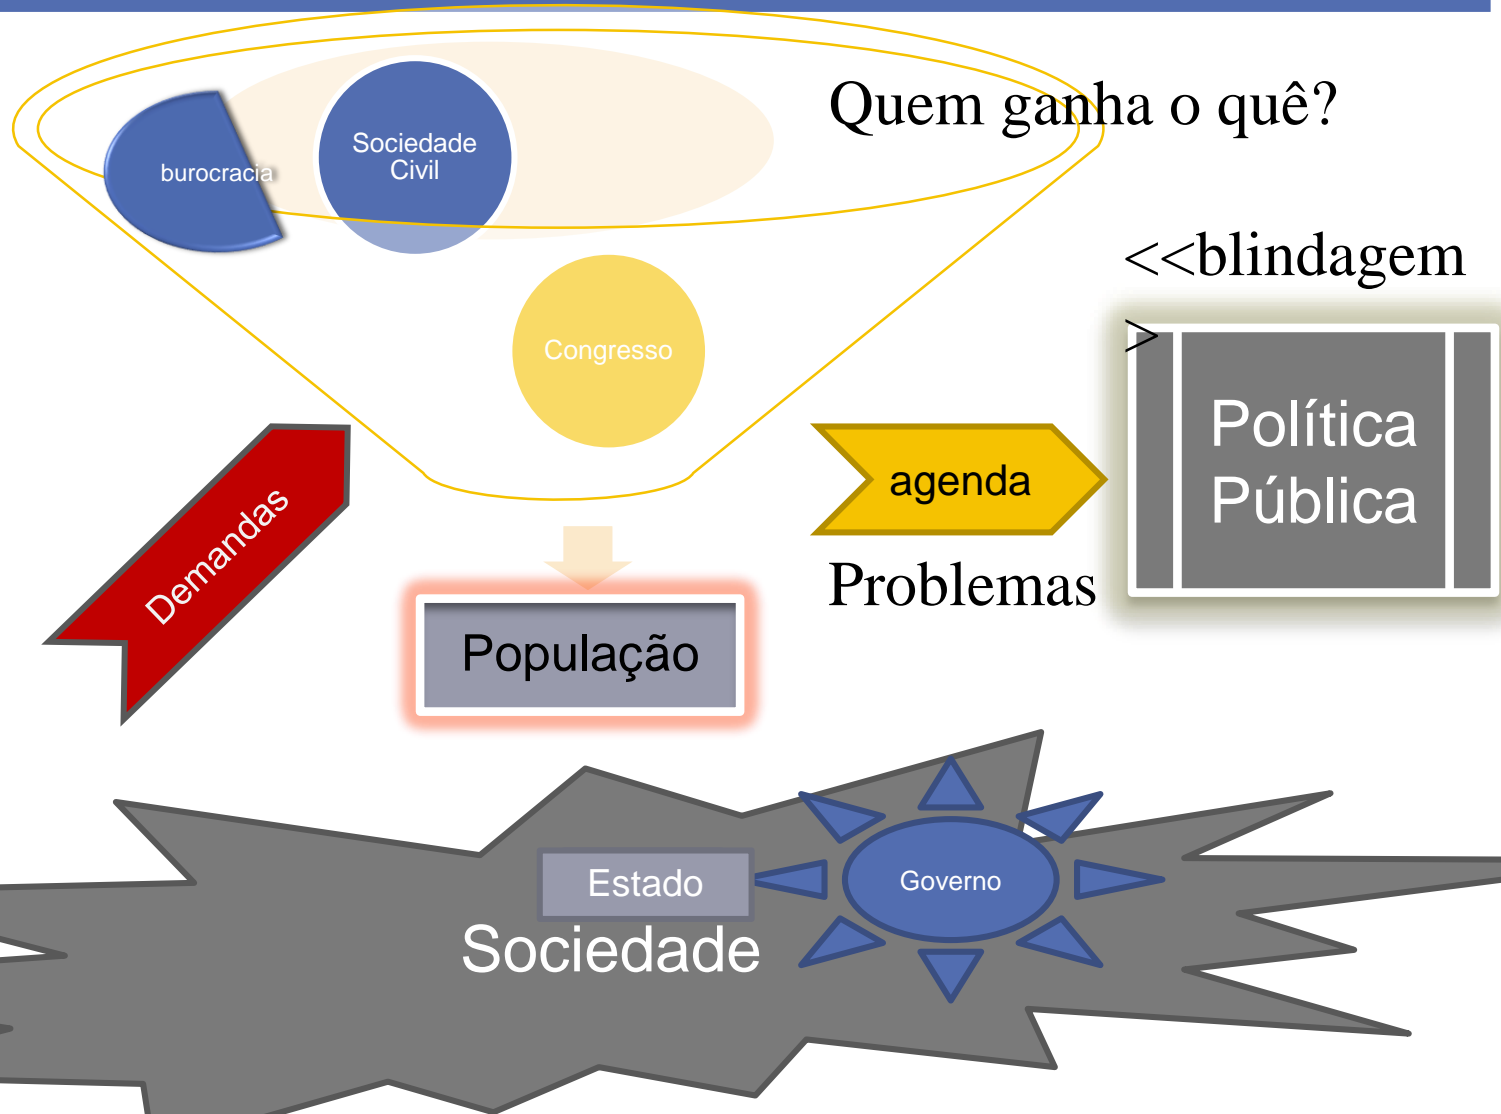 Quem ganha o quê?
Sociedade
Civil
burocracia
<<blindagem
>
Congresso
Política
Pública
agenda
Demandas
Problemas
População
Estado
Governo
Sociedade